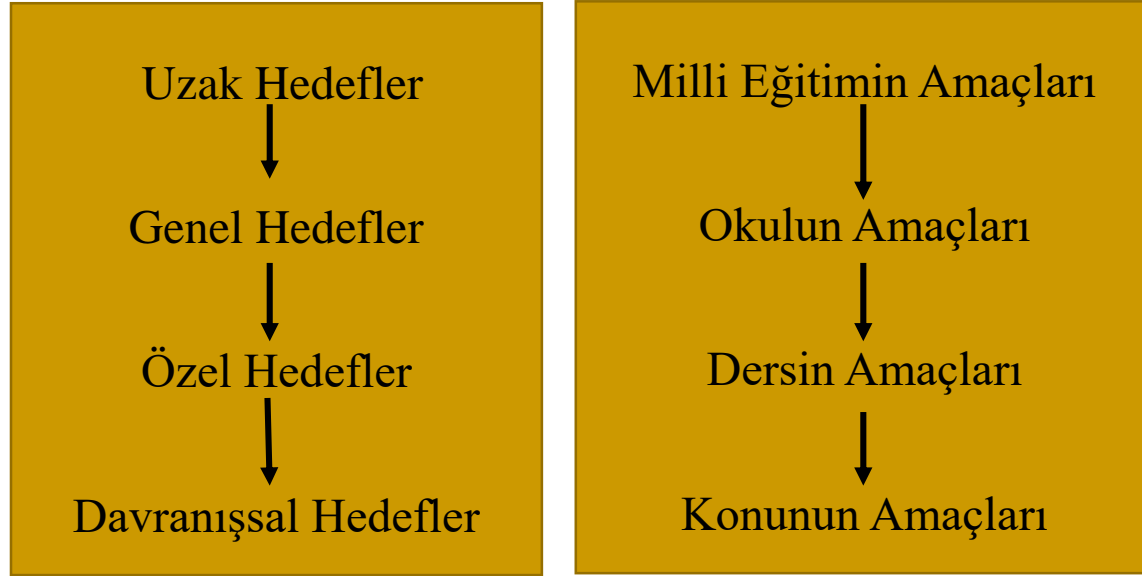 Uzak Hedefler
Genel Hedefler
Özel Hedefler
Davranışsal Hedefler
Milli Eğitimin Amaçları
Okulun Amaçları
Dersin Amaçları
Konunun Amaçları